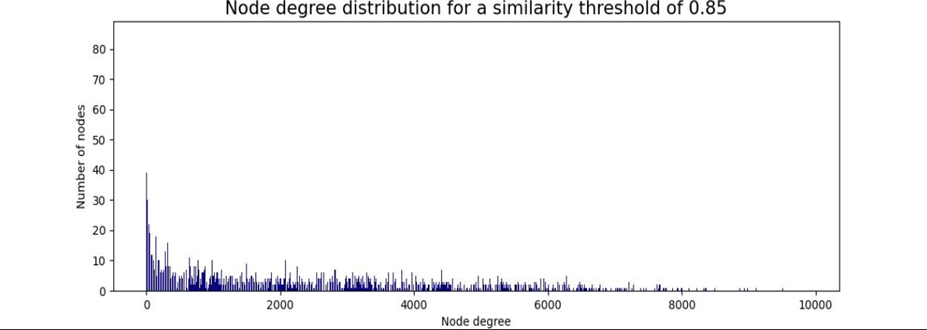 Node degree distribution for a similarity threshold of 0.85
80
70
60
50
40
30
20
10
0
Number of nodes
0 2000 4000 6000 8000 10000
Node degree